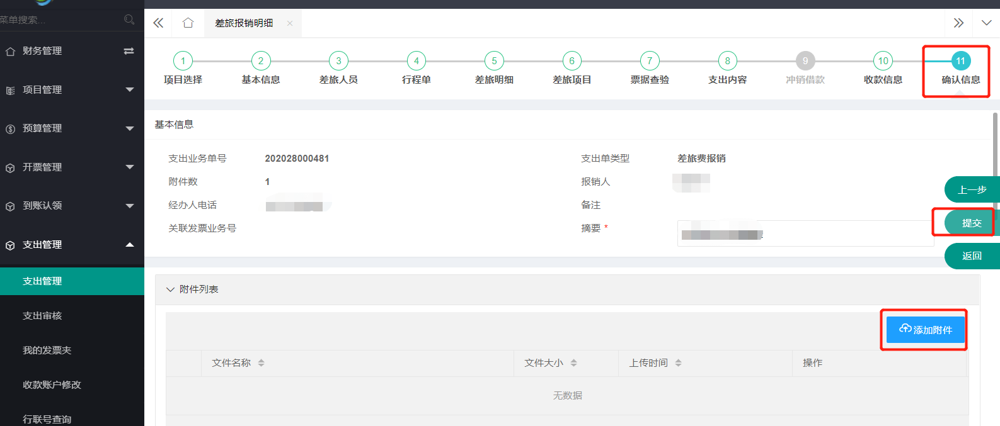 菜单搜索...
财务管理
项目管理
预算管理
开票管理
到账认领
支出管理
支出管理
支出审核
我的发票夹
收款账户修改
行联号查询
差旅报销明细
1 2 3 4 5 6 7 8 9 10 11
项目选择 基本信息 差旅人员 行程单 差旅明细 差旅项目 票据查验 支出内容 冲销借款 收款信息 确认信息
基本信息
支出业务单号 202028000481 支出单类型 差旅费报销
附件数 1 报销人
经办人电话 备注
关联发票业务号 摘要 *
上一步
提交
返回
附件列表
添加附件
文件名称 文件大小 上传时间 操作
无数据